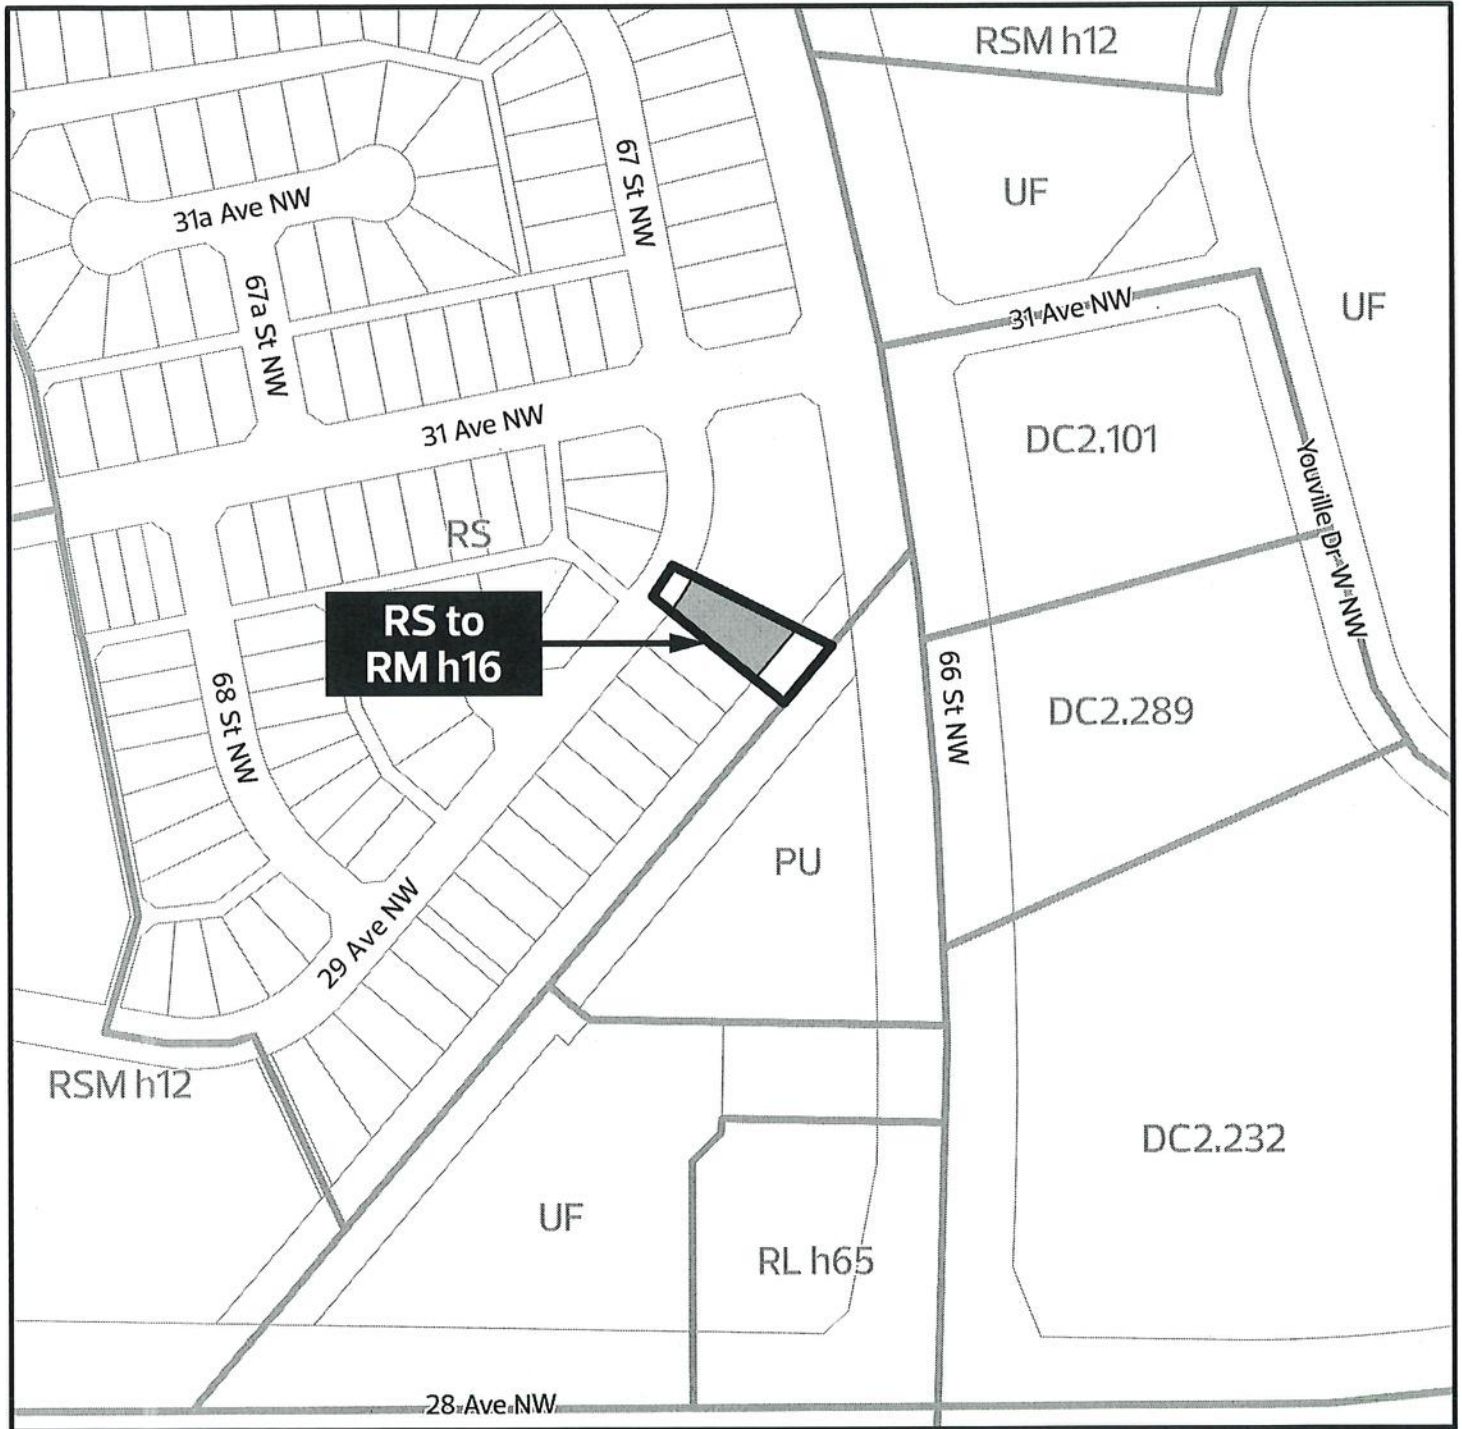 RSM h12
67 St NW
UF
31a Ave NW
67a St NW
31 Ave NW
UF
31 Ave NW
DC2.101
Youville Dr W NW
RS
RS to
RM h16
68 St NW
66 St NW
DC2.289
PU
29 Ave NW
RSM h12
DC2.232
UF
RL h65
28 Ave NW